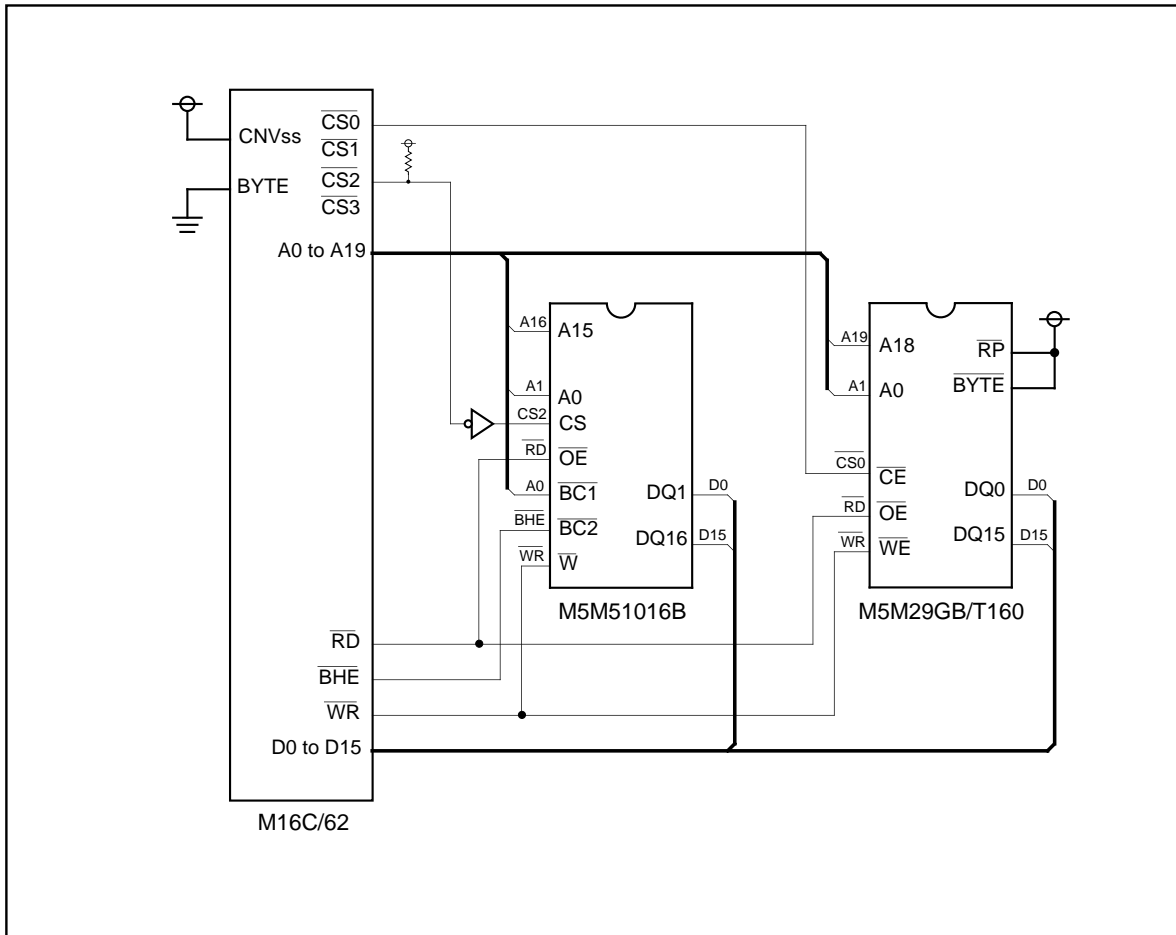 CNVss
BYTE
CS0
CS1
CS2
CS3
A0 to A19
RD
BHE
WR
D0 to D15
M16C/62
A16
A15
A1
A0
CS2
CS
RD
OE
A0
BC1
BHE
BC2
WR
W
DQ1
D0
DQ16
D15
M5M51016B
A19
A18
A1
A0
RP
BYTE
CS0
CE
RD
OE
WR
WE
DQ0
D0
DQ15
D15
M5M29GB/T160